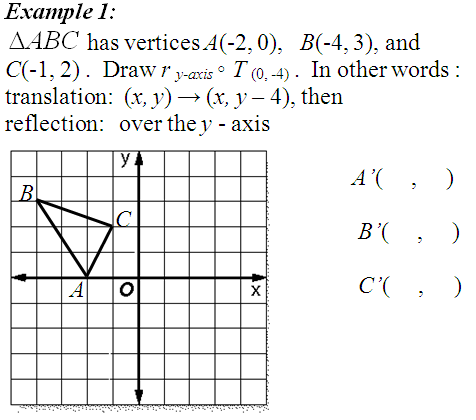 Example 1:
△ABC has vertices A(-2, 0), B(-4, 3), and
C(-1, 2) . Draw r y-axis ∘ T (0, -4) . In other words :
translation: (x, y) → (x, y – 4), then
reflection: over the y - axis
y
B
C
A
O
x
A’( , )
B’( , )
C’( , )